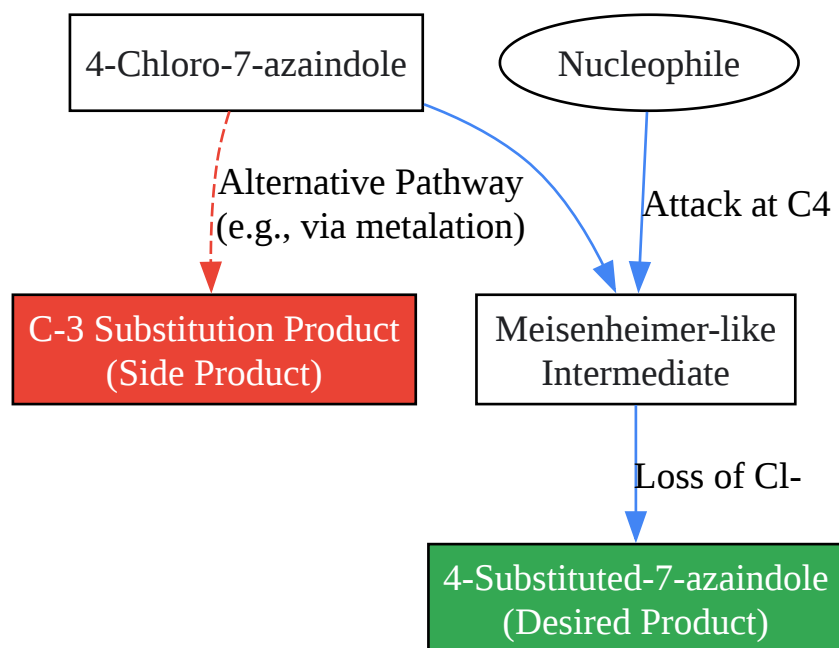 4-Chloro-7-azaindole
Nucleophile
Alternative Pathway
(e.g., via metalation)
Attack at C4
C-3 Substitution Product
(Side Product)
Meisenheimer-like
Intermediate
Loss of Cl-
4-Substituted-7-azaindole
(Desired Product)